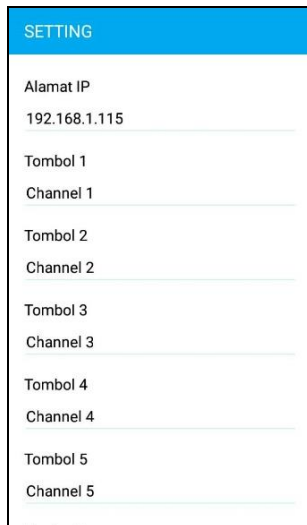 SETTING
Alamat IP
192.168.1.115
Tombol 1
Channel 1
Tombol 2
Channel 2
Tombol 3
Channel 3
Tombol 4
Channel 4
Tombol 5
Channel 5